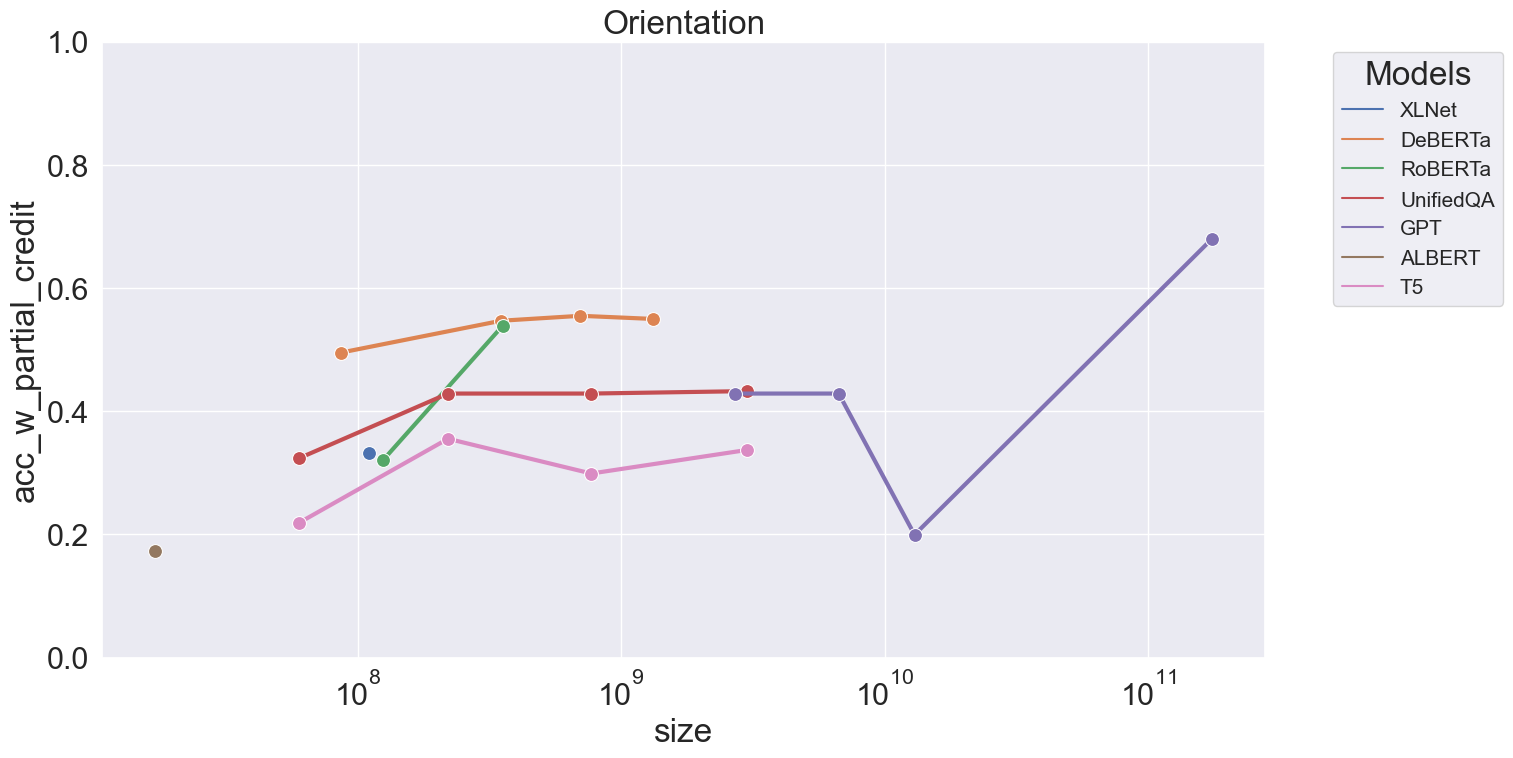 Orientation
1.0
0.8
0.6
0.4
0.2
0.0
acc_w_partial_credit
10^8
10^9
10^10
10^11
size
Models
XLNet
DeBERTa
RoBERTa
UnifiedQA
GPT
ALBERT
T5